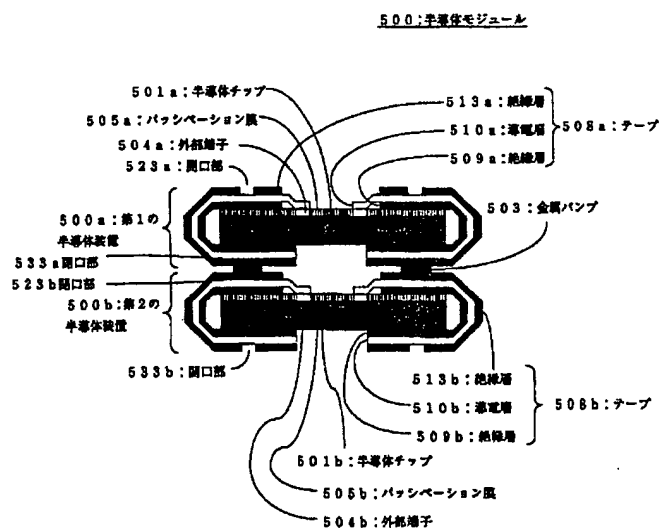 500:半導体モジュール
501a:半導体チップ
505a:パッシベーション膜
504a:外部端子
523a:開口部
513a:絶縁層
510a:導電層
509a:絶縁層
508a:テープ
503:金属バンプ
500a:第1の
半導体装置
533a開口部
523b開口部
500b:第2の
半導体装置
533b:開口部
513b:絶縁層
510b:導電層
509b:絶縁層
508b:テープ
501b:半導体チップ
505b:パッシベーション膜
504b:外部端子